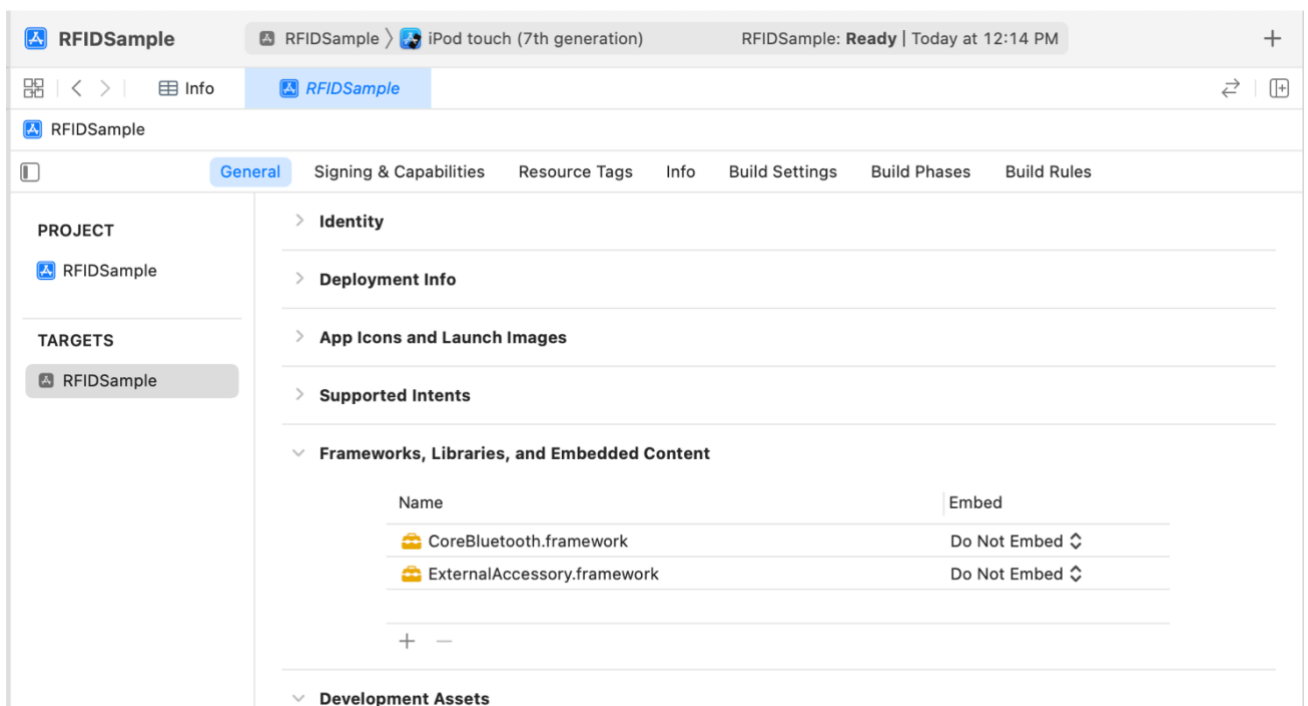 RFIDSample RFIDSample 〉 iPod touch (7th generation) RFIDSample: Ready | Today at 12:14 PM
Info RFIDSample
RFIDSample
General Signing & Capabilities Resource Tags Info Build Settings Build Phases Build Rules
PROJECT
RFIDSample
TARGETS
RFIDSample
Identity
Deployment Info
App Icons and Launch Images
Supported Intents
Frameworks, Libraries, and Embedded Content
Name Embed
CoreBluetooth.framework Do Not Embed
ExternalAccessory.framework Do Not Embed
Development Assets